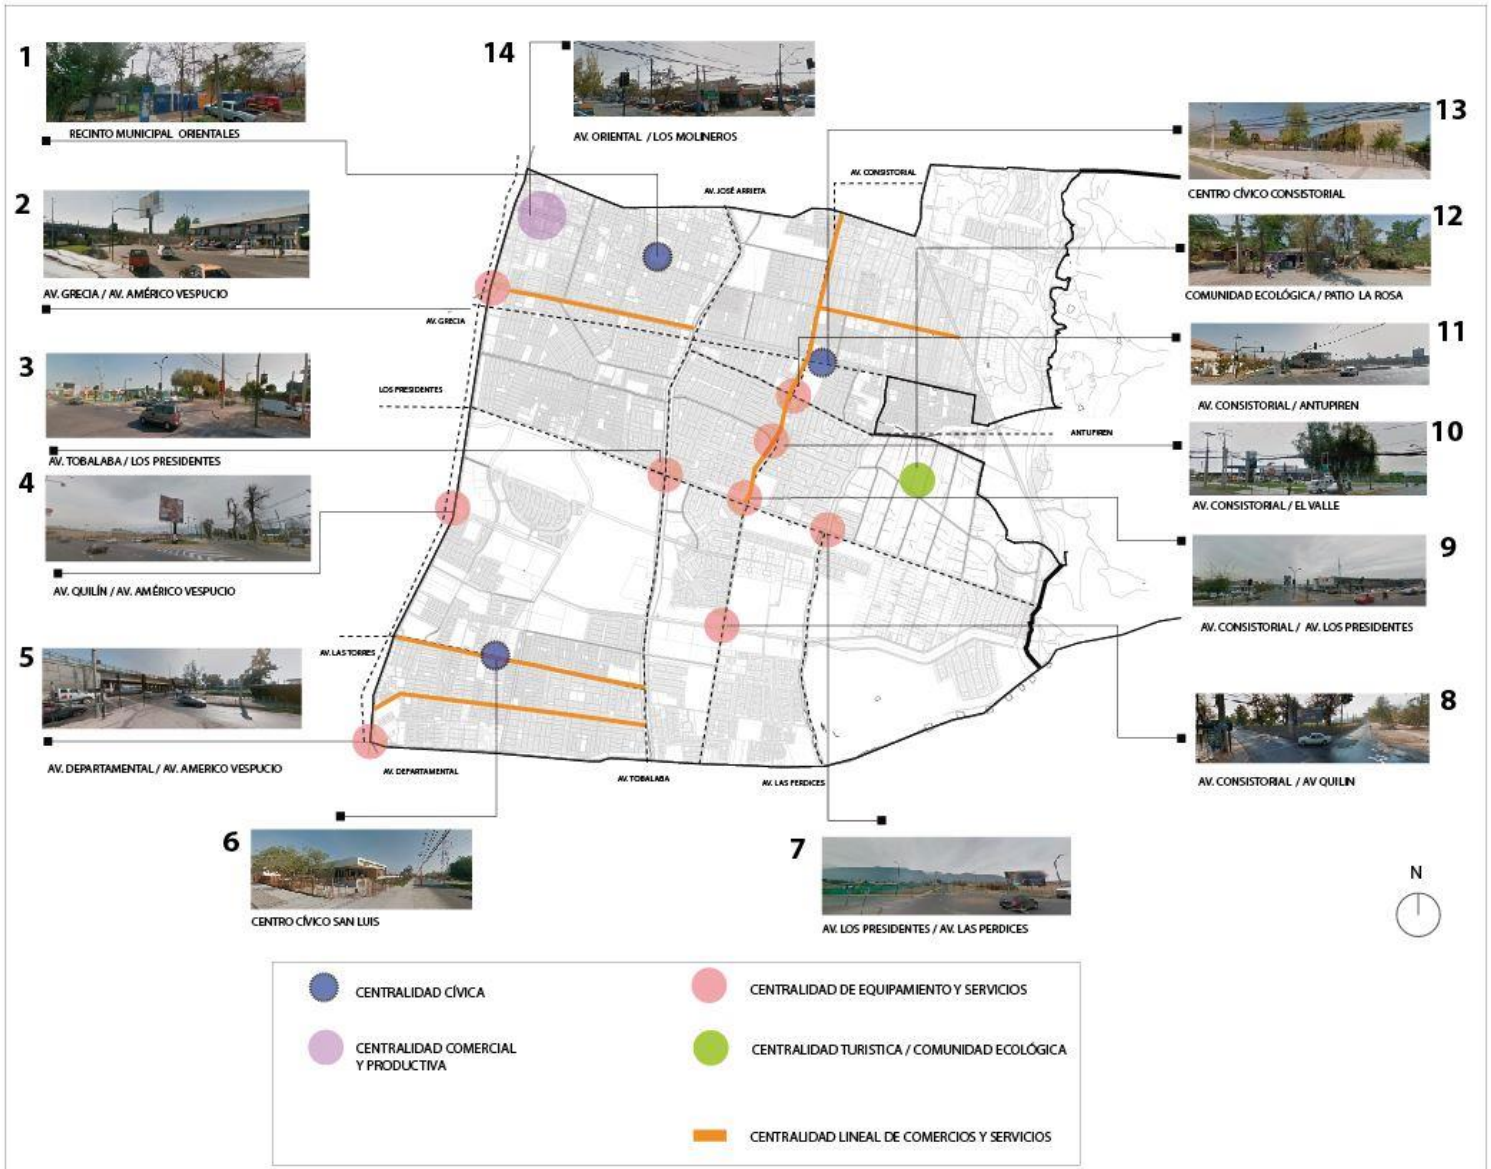 1
RECINTO MUNICIPAL ORIENTALES
14
AV. ORIENTAL / LOS MOLINEROS
13
CENTRO CÍVICO CONSISTORIAL
2
AV. GRECIA / AV. AMÉRICO VESPUCIO
12
COMUNIDAD ECOLÓGICA / PATIO LA ROSA
3
AV. TOBALABA / LOS PRESIDENTES
11
AV. CONSISTORIAL / ANTUPIREN
4
AV. QUILÍN / AV. AMÉRICO VESPUCIO
10
AV. CONSISTORIAL / EL VALLE
9
AV. CONSISTORIAL / AV. LOS PRESIDENTES
5
AV. DEPARTAMENTAL / AV. AMERICO VESPUCIO
8
AV. CONSISTORIAL / AV QUILIN
6
CENTRO CÍVICO SAN LUIS
7
AV. LOS PRESIDENTES / AV. LAS PERDICES
AV. JOSÉ ARRIETA
AV. CONSISTORIAL
AV. GRECIA
LOS PRESIDENTES
ANTUPIREN
AV. LAS TORRES
AV. DEPARTAMENTAL
AV. TOBALABA
AV. LAS PERDICES
N
CENTRALIDAD CÍVICA
CENTRALIDAD DE EQUIPAMIENTO Y SERVICIOS
CENTRALIDAD COMERCIAL
Y PRODUCTIVA
CENTRALIDAD TURISTICA / COMUNIDAD ECOLÓGICA
CENTRALIDAD LINEAL DE COMERCIOS Y SERVICIOS